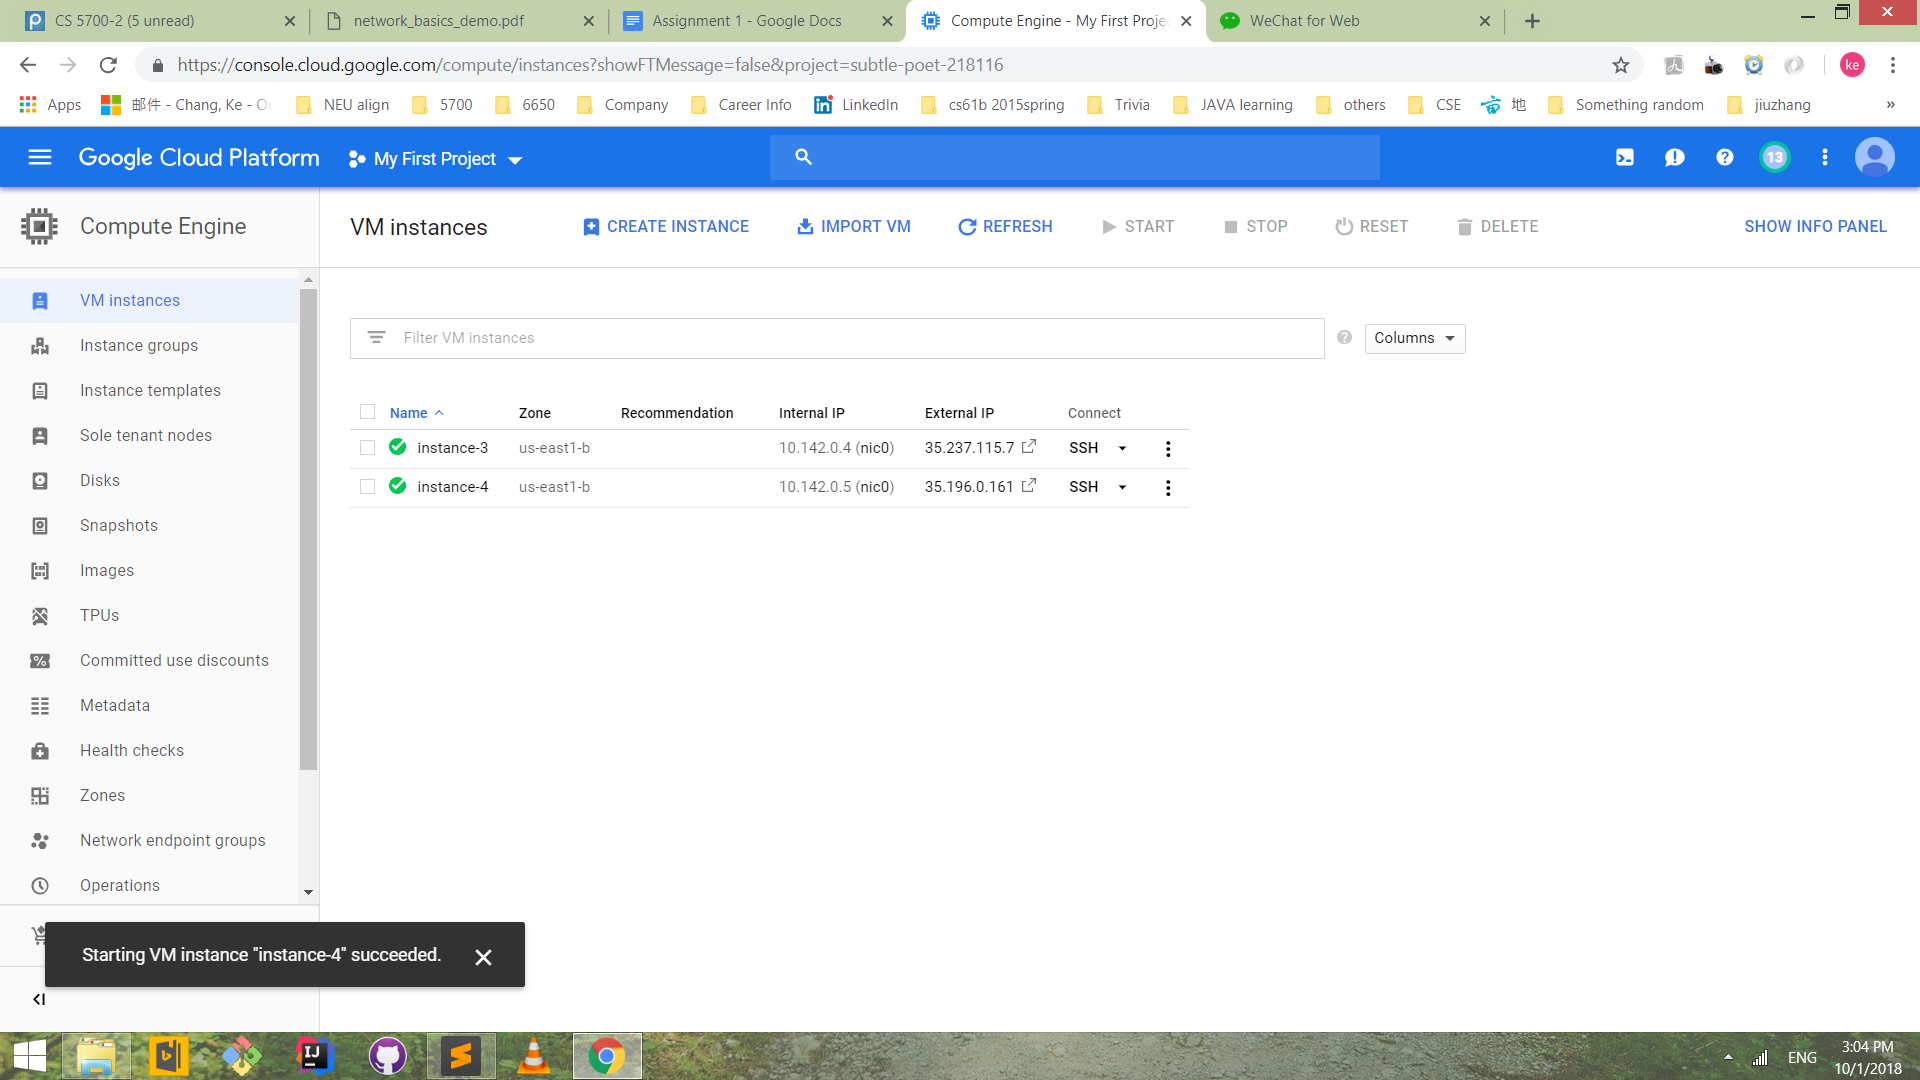 CS 5700-2 (5 unread)
network_basics_demo.pdf
Assignment 1 - Google Docs
Compute Engine - My First Proje
WeChat for Web
https://console.cloud.google.com/compute/instances?showFTMessage=false&project=subtle-poet-218116
ke
Apps
邮件 - Chang, Ke - O
NEU align
5700
6650
Company
Career Info
LinkedIn
cs61b 2015spring
Trivia
JAVA learning
others
CSE
地
Something random
jiuzhang
»
Google Cloud Platform
My First Project
13
Compute Engine
VM instances
CREATE INSTANCE
IMPORT VM
REFRESH
START
STOP
RESET
DELETE
SHOW INFO PANEL
VM instances
Instance groups
Instance templates
Sole tenant nodes
Disks
Snapshots
Images
TPUs
Committed use discounts
Metadata
Health checks
Zones
Network endpoint groups
Operations
Filter VM instances
Columns
Name Zone Recommendation Internal IP External IP Connect
instance-3 us-east1-b 10.142.0.4 (nic0) 35.237.115.7 SSH
instance-4 us-east1-b 10.142.0.5 (nic0) 35.196.0.161 SSH
Starting VM instance "instance-4" succeeded.
ENG
3:04 PM
10/1/2018